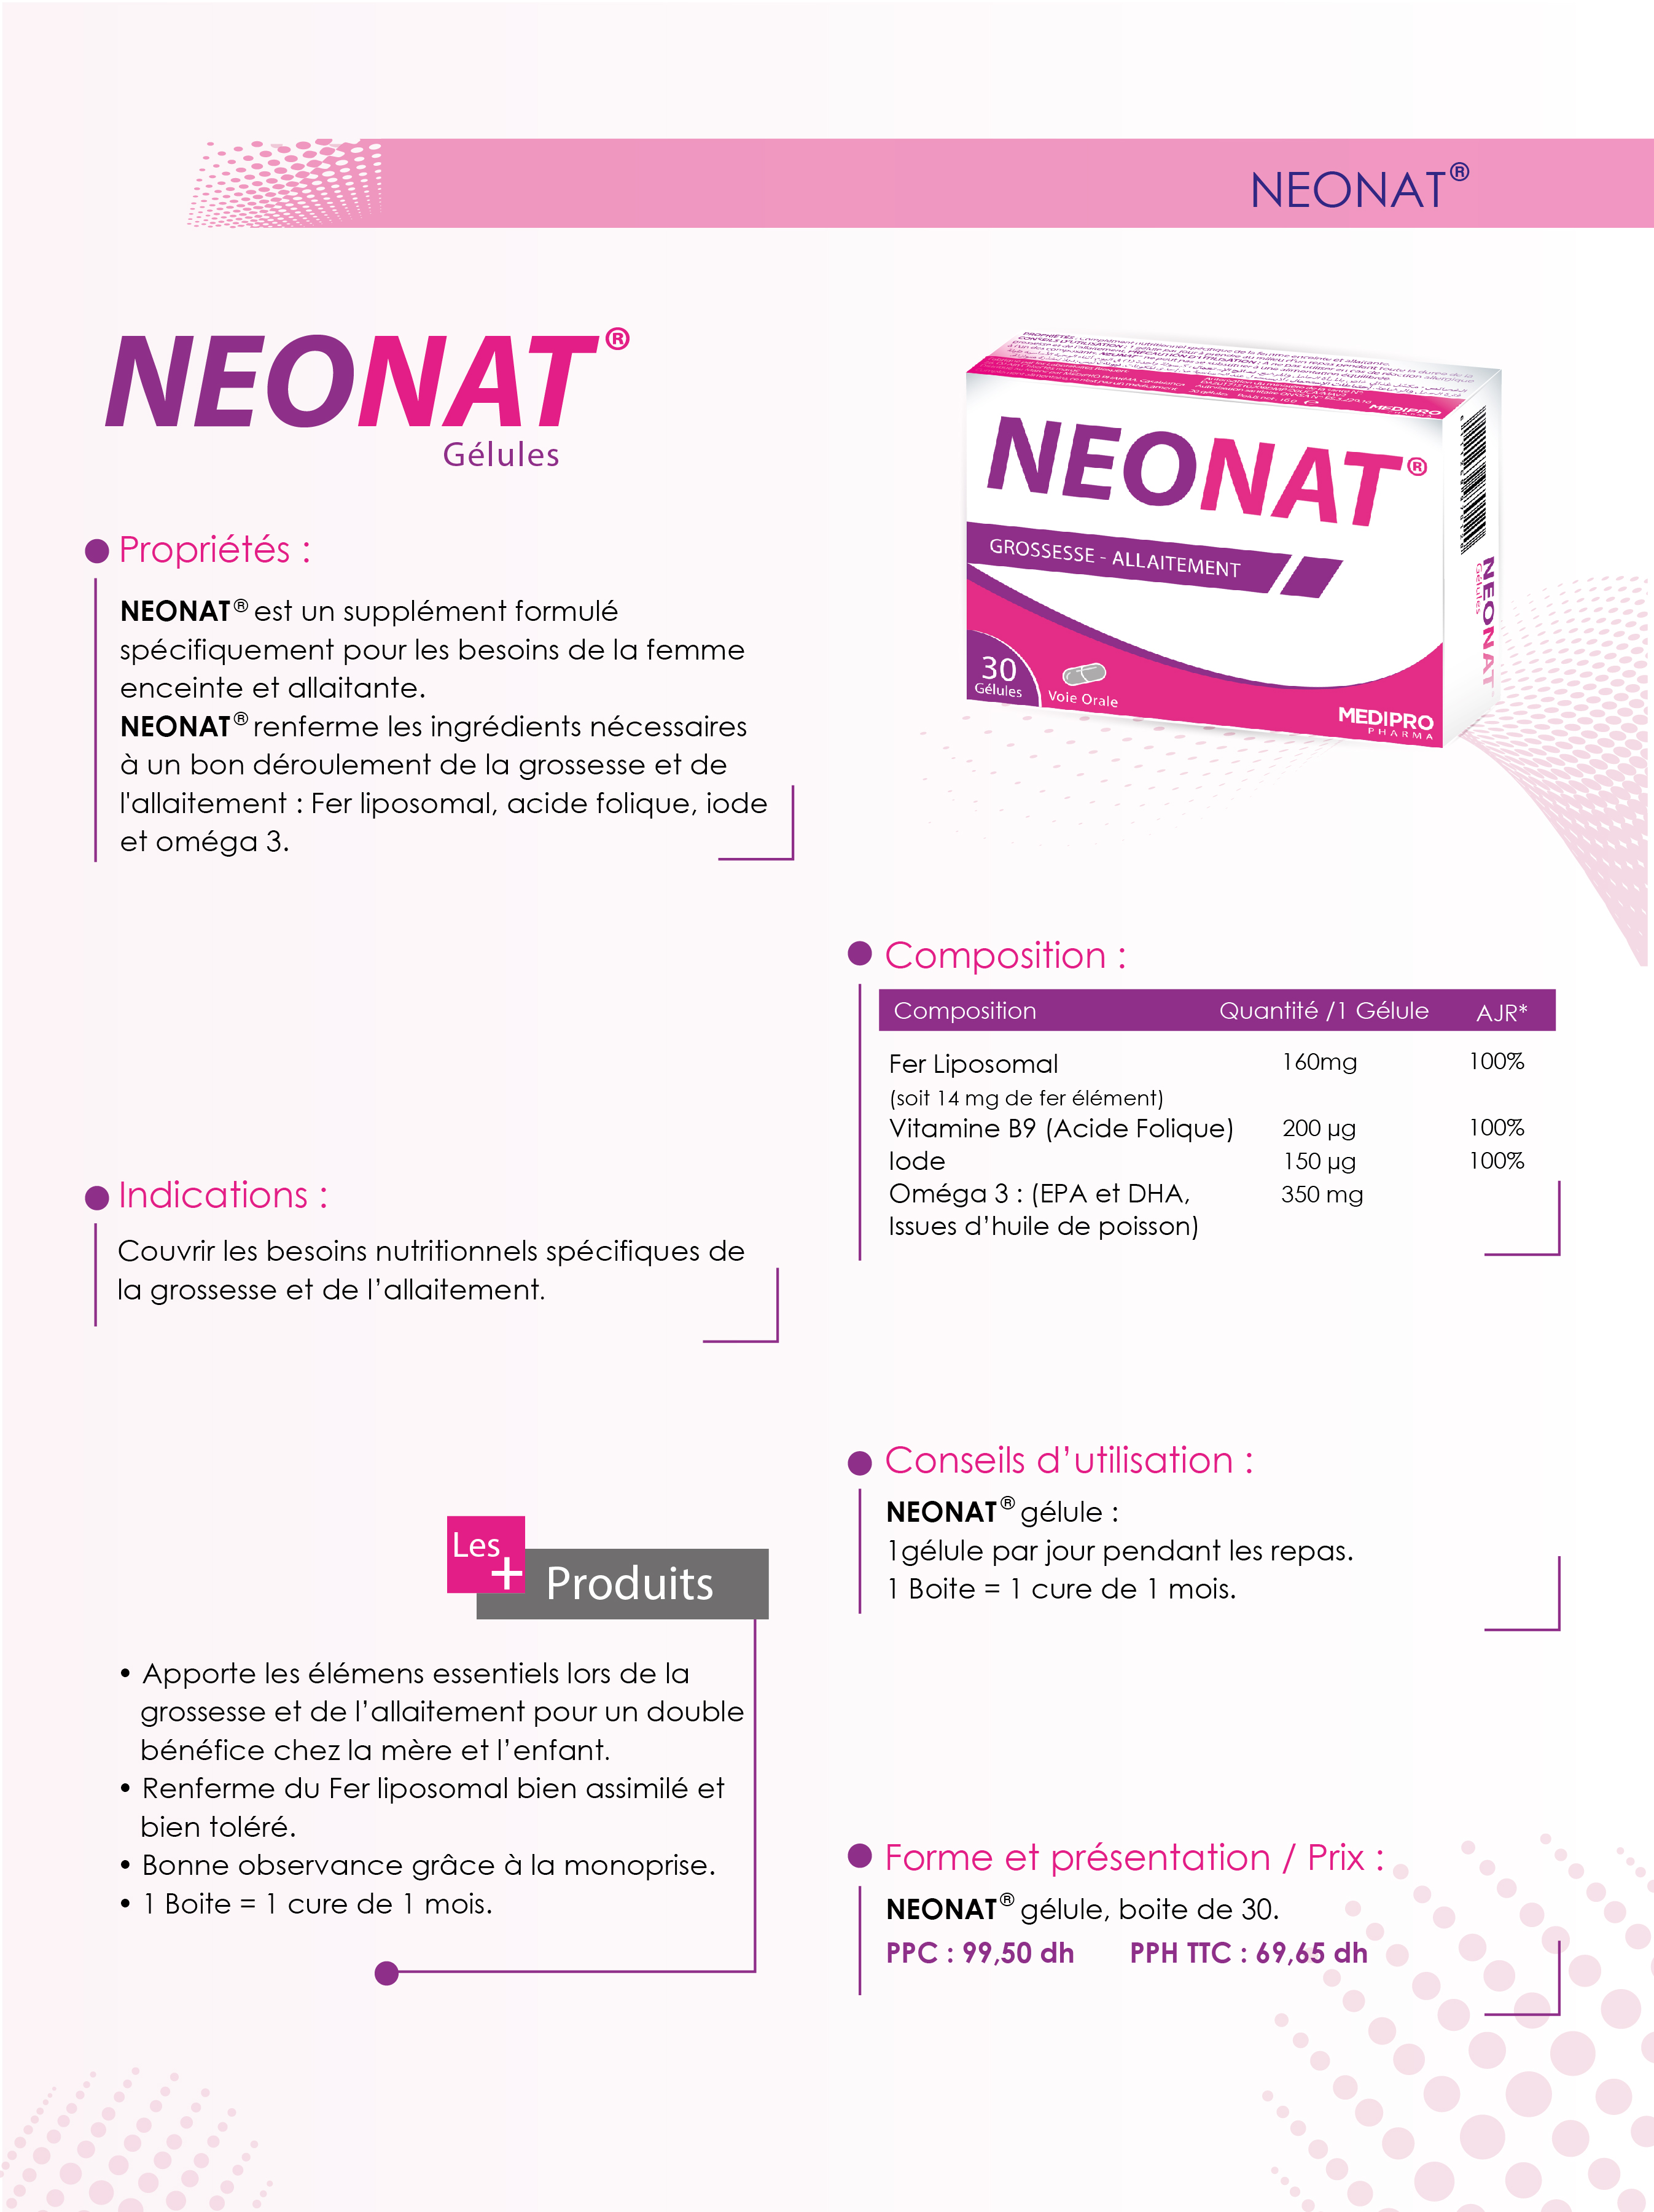 NEONAT®
NEONAT®
Gélules
Propriétés :
NEONAT® est un supplément formulé
spécifiquement pour les besoins de la femme
enceinte et allaitante.
NEONAT® renferme les ingrédients nécessaires
à un bon déroulement de la grossesse et de
l'allaitement : Fer liposomal, acide folique, iode
et oméga 3.
MEDIPRO
NEONAT®
GROSSESSE - ALLAITEMENT
30
Gélules
Voie Orale
MEDIPRO
PHARMA
NEONAT
Gélules
Indications :
Couvrir les besoins nutritionnels spécifiques de
la grossesse et de l’allaitement.
Les +
Produits
• Apporte les élémens essentiels lors de la
grossesse et de l’allaitement pour un double
bénéfice chez la mère et l’enfant.
• Renferme du Fer liposomal bien assimilé et
bien toléré.
• Bonne observance grâce à la monoprise.
• 1 Boite = 1 cure de 1 mois.
Composition :
Composition Quantité /1 Gélule AJR*
Fer Liposomal 160mg 100%
(soit 14 mg de fer élément)
Vitamine B9 (Acide Folique) 200 µg 100%
Iode 150 µg 100%
Oméga 3 : (EPA et DHA, 350 mg
Issues d’huile de poisson)
Conseils d’utilisation :
NEONAT® gélule :
1gélule par jour pendant les repas.
1 Boite = 1 cure de 1 mois.
Forme et présentation / Prix :
NEONAT® gélule, boite de 30.
PPC : 99,50 dh PPH TTC : 69,65 dh